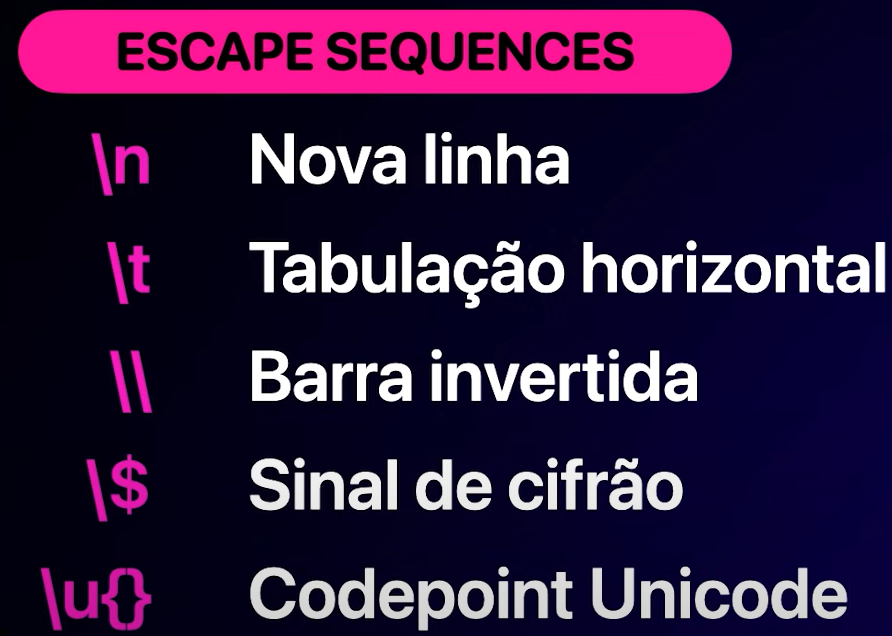 ESCAPE SEQUENCES
\n Nova linha
\t Tabulação horizontal
\\ Barra invertida
\$ Sinal de cifrão
\u{} Codepoint Unicode